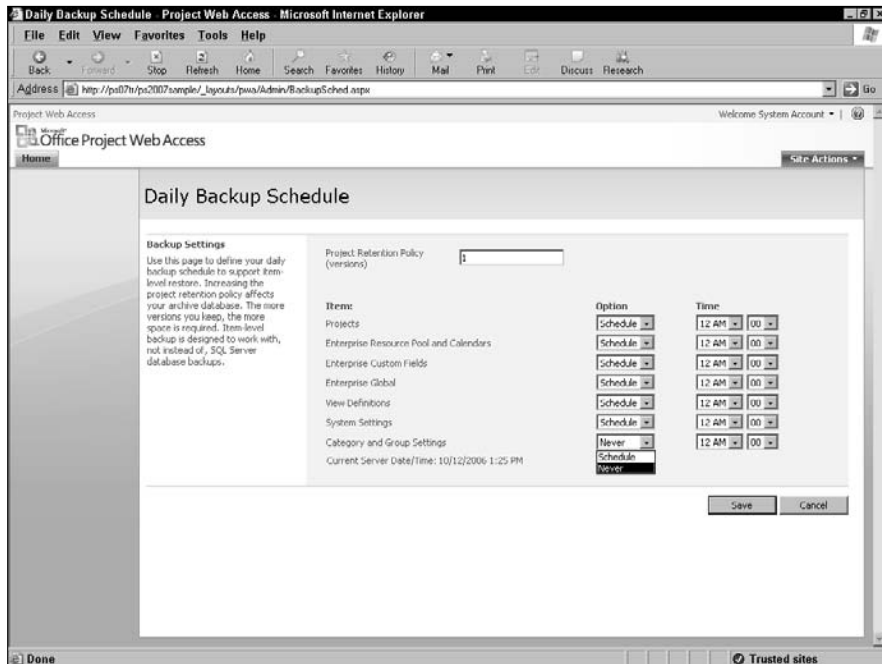 Daily Backup Schedule - Project Web Access - Microsoft Internet Explorer
File Edit View Favorites Tools Help
Back Forward Stop Refresh Home Search Favorites History Mail Print Edit Discuss Research
Address http://ps07tr/ps2007sample/_layouts/pwa/Admin/BackupSched.aspx Go
Project Web Access Welcome System Account
Microsoft
Office Project Web Access
Home Site Actions
Daily Backup Schedule
Backup Settings
Use this page to define your daily
backup schedule to support item-
level restore. Increasing the
project retention policy affects
your archive database. The more
versions you keep, the more
space is required. Item-level
backup is designed to work with,
not instead of, SQL Server
database backups.
Project Retention Policy
(versions)
1
Item: Option Time
Projects Schedule 12 AM 00
Enterprise Resource Pool and Calendars Schedule 12 AM 00
Enterprise Custom Fields Schedule 12 AM 00
Enterprise Global Schedule 12 AM 00
View Definitions Schedule 12 AM 00
System Settings Schedule 12 AM 00
Category and Group Settings Never 12 AM 00
Schedule
Never
Current Server Date/Time: 10/12/2006 1:25 PM
Save Cancel
Done Trusted sites